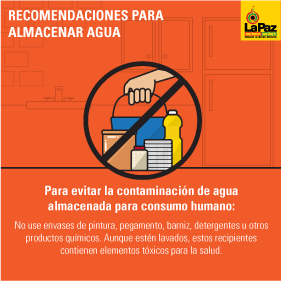 RECOMENDACIONES PARA
ALMACENAR AGUA
LaPaz
Para evitar la contaminación de agua
almacenada para consumo humano:
No use envases de pintura, pegamento, barniz, detergentes u otros
productos químicos. Aunque estén lavados, estos recipientes
contienen elementos tóxicos para la salud.